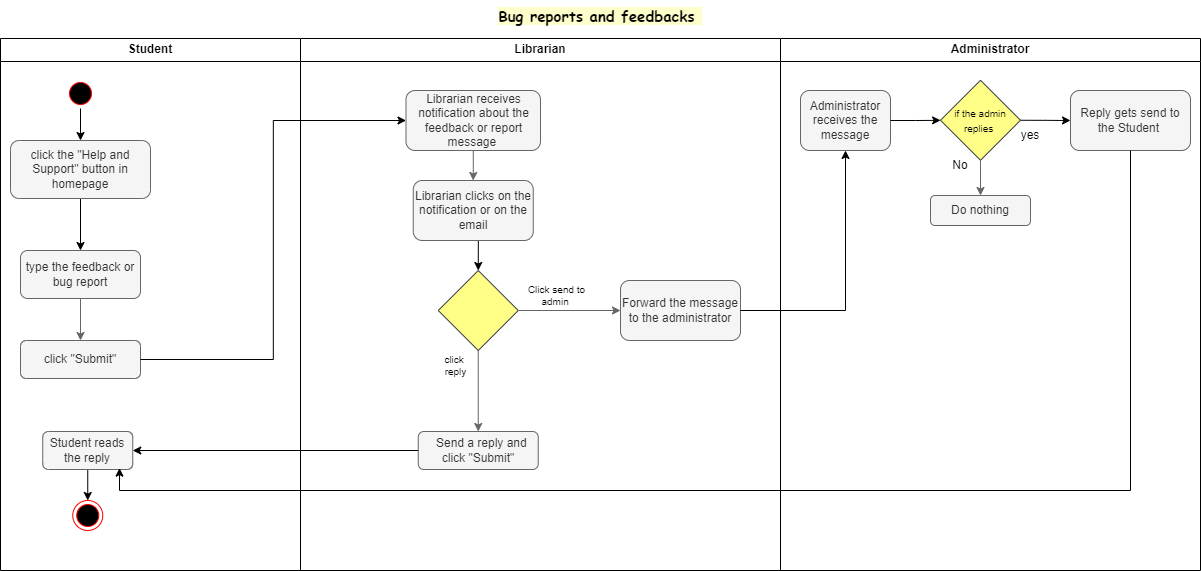 Bug reports and feedbacks
Student
Librarian
Administrator
click the "Help and
Support" button in
homepage
type the feedback or
bug report
click "Submit"
Student reads
the reply
Librarian receives
notification about the
feedback or report
message
Librarian clicks on the
notification or on the
email
Click send to
admin
click
reply
Forward the message
to the administrator
Send a reply and
click "Submit"
Administrator
receives the
message
if the admin
replies
yes
No
Reply gets send to
the Student
Do nothing